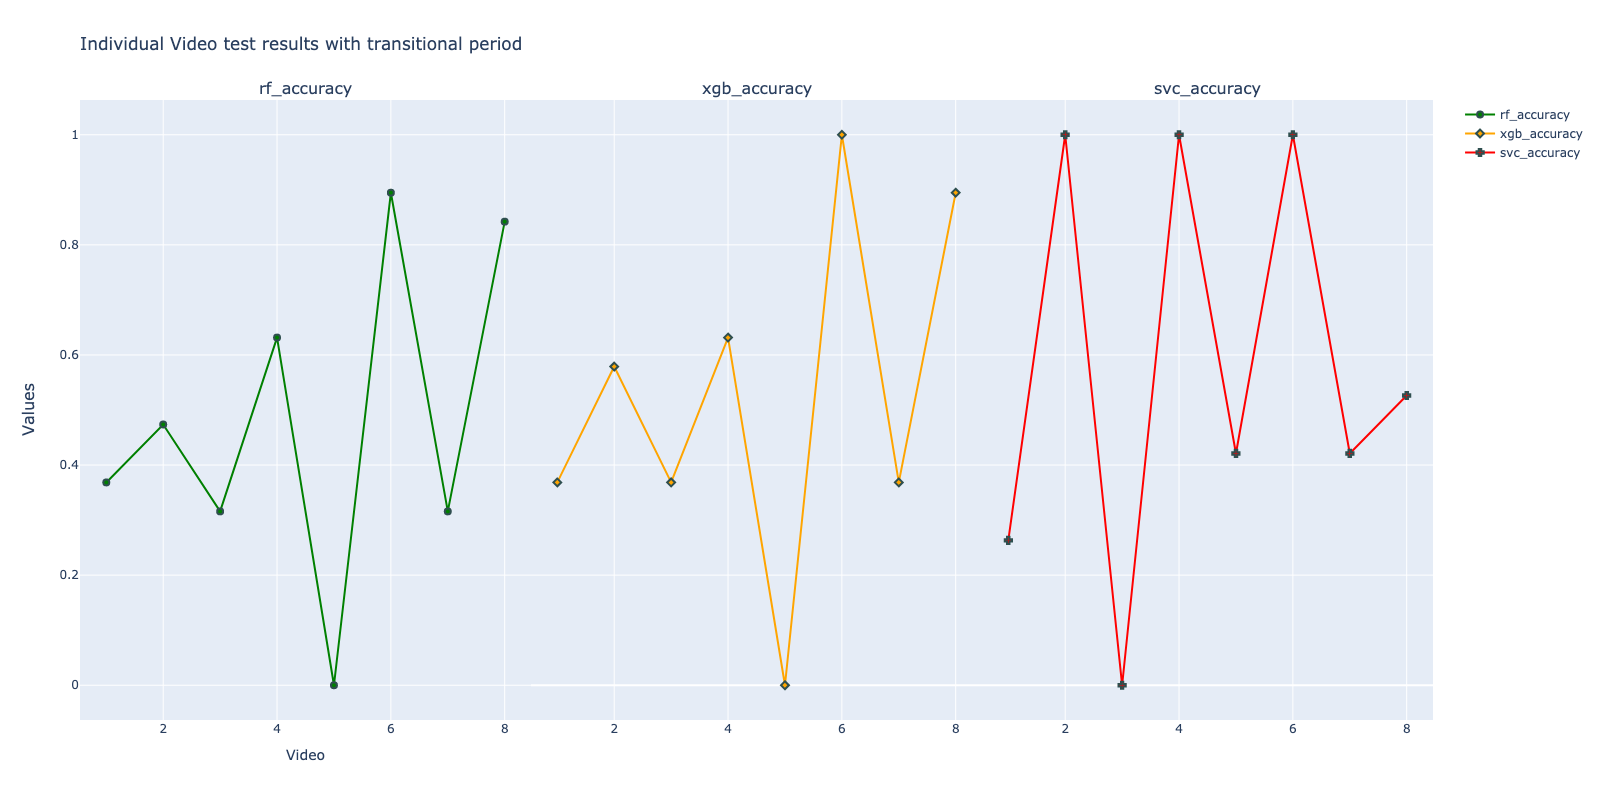 Individual Video test results with transitional period
rf_accuracy
xgb_accuracy
svc_accuracy
rf_accuracy
xgb_accuracy
svc_accuracy
Values
1
0.8
0.6
0.4
0.2
0
2 4 6 8
2 4 6 8
2 4 6 8
Video